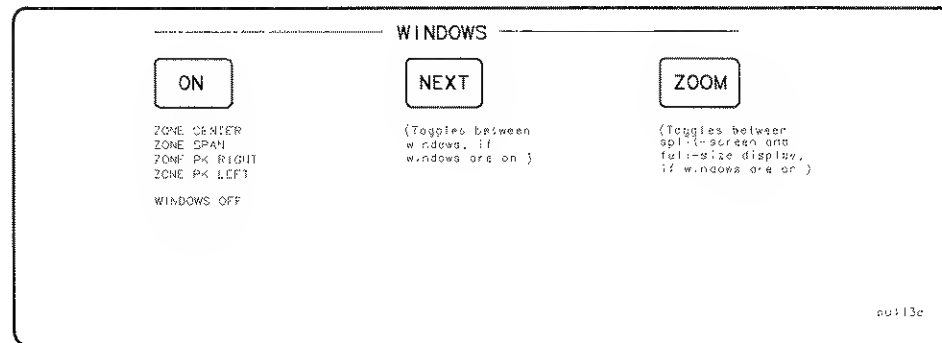 WINDOWS
ON
ZONE CENTER
ZONE SPAN
ZONE PK RIGHT
ZONE PK LEFT
WINDOWS OFF
NEXT
(Toggles between
windows, if
windows are on )
ZOOM
(Toggles between
split-screen and
full-size display,
if windows are on )